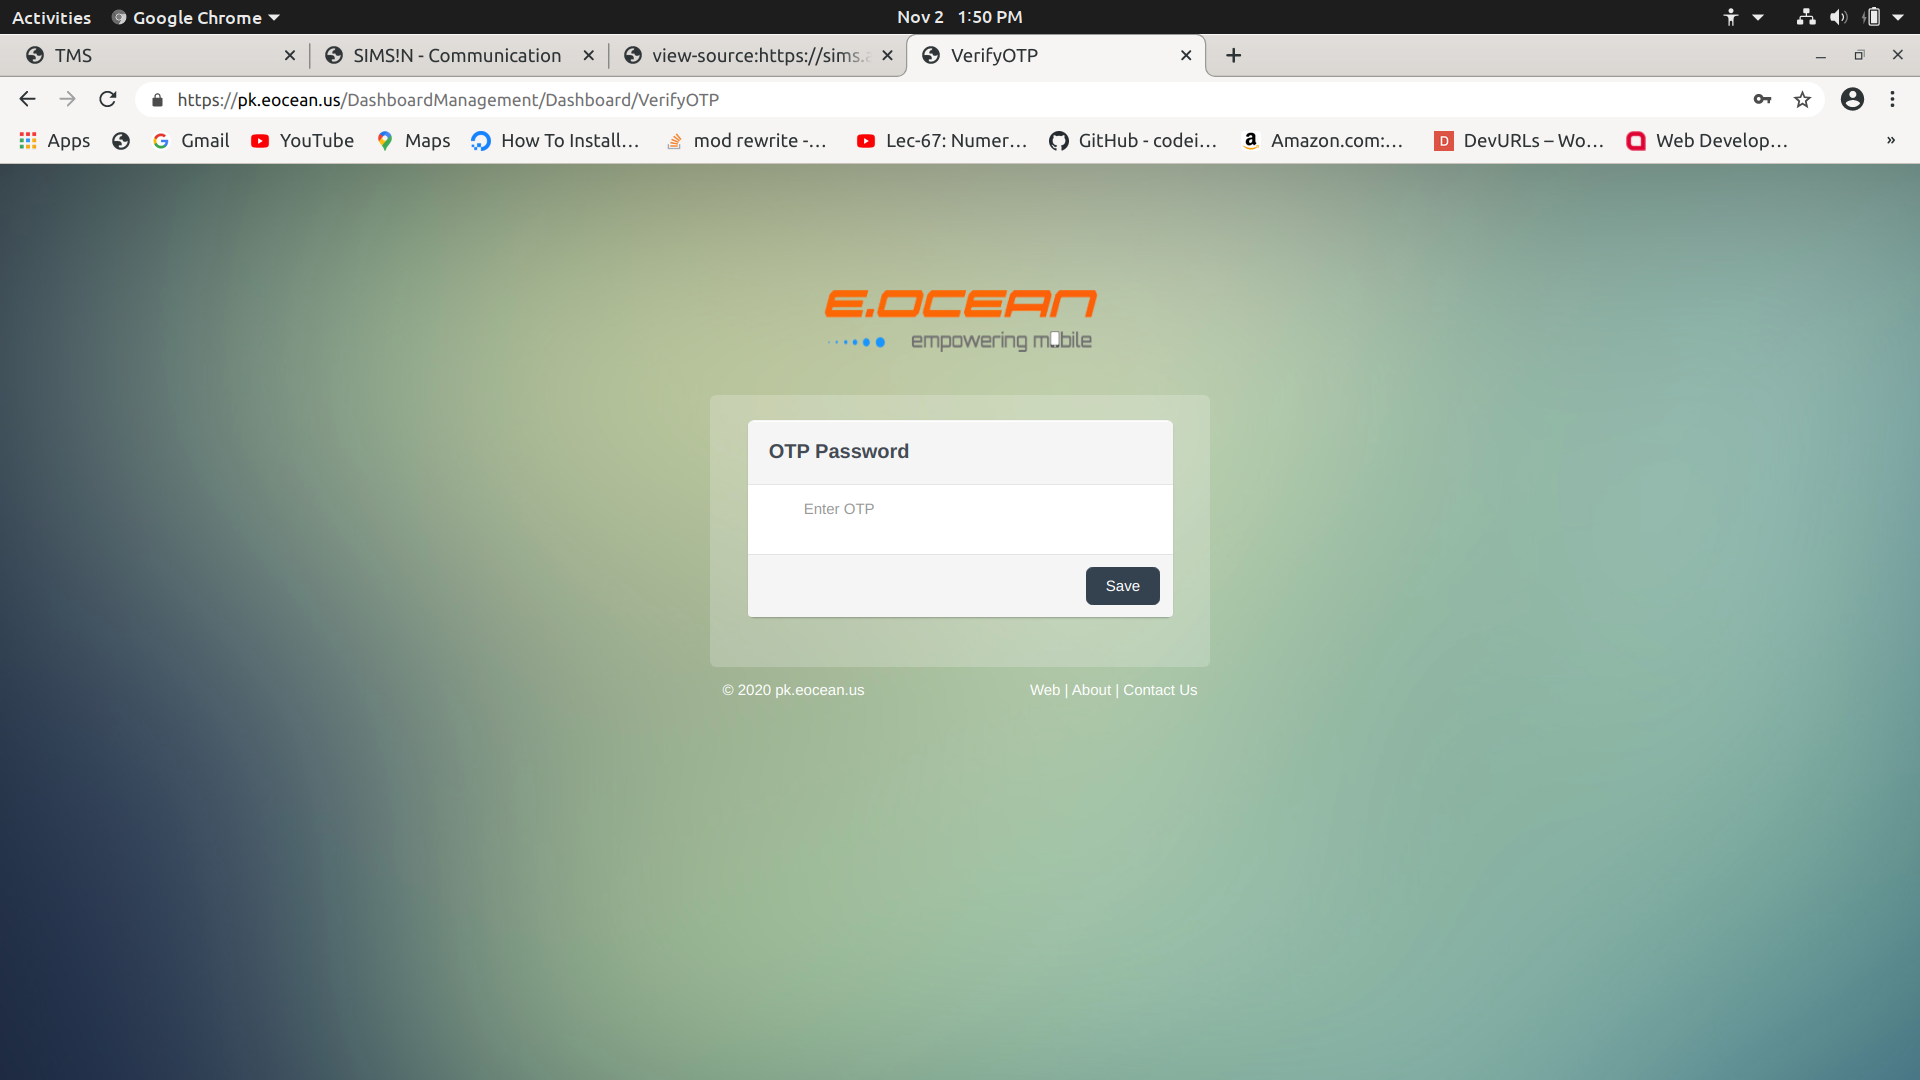 Activities Google Chrome Nov 2 1:50 PM
TMS SIMS!N - Communication view-source:https://sims.a VerifyOTP
https://pk.eocean.us/DashboardManagement/Dashboard/VerifyOTP
Apps Gmail YouTube Maps How To Install... mod rewrite -... Lec-67: Numer... GitHub - codei... Amazon.com:... DevURLs – Wo... Web Develop... »
E.OCEAN
empowering mobile
OTP Password
Enter OTP
Save
© 2020 pk.eocean.us Web | About | Contact Us